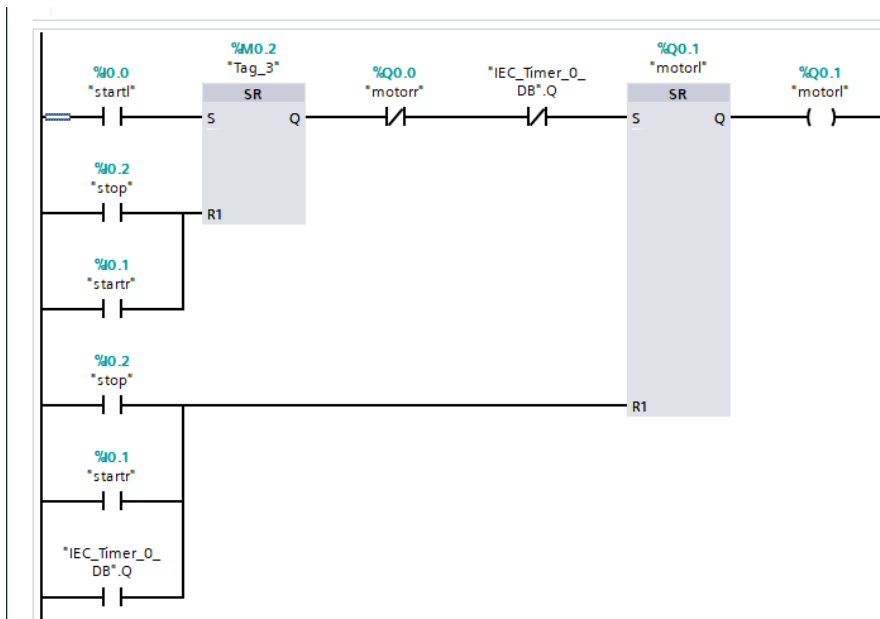 %M0.2
"Tag_3"
%Q0.1
"motorl"
%I0.0
"startl"
SR
%Q0.0
"motorr"
"IEC_Timer_0_
DB".Q
SR
%Q0.1
"motorl"
S Q
S Q
%I0.2
"stop"
R1
%I0.1
"startr"
%I0.2
"stop"
R1
%I0.1
"startr"
"IEC_Timer_0_
DB".Q